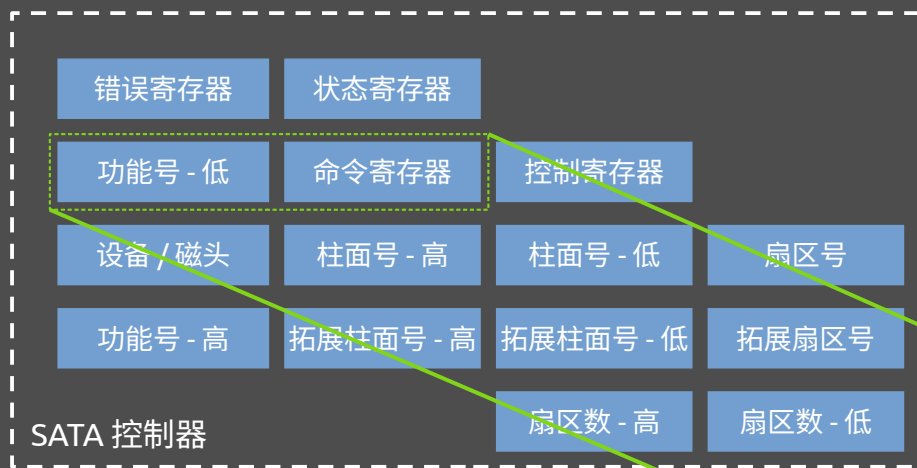 错误寄存器 状态寄存器
功能号 - 低 命令寄存器 控制寄存器
设备 / 磁头 柱面号 - 高 柱面号 - 低 扇区号
功能号 - 高 拓展柱面号 - 高 拓展柱面号 - 低 拓展扇区号
扇区数 - 高 扇区数 - 低
SATA 控制器